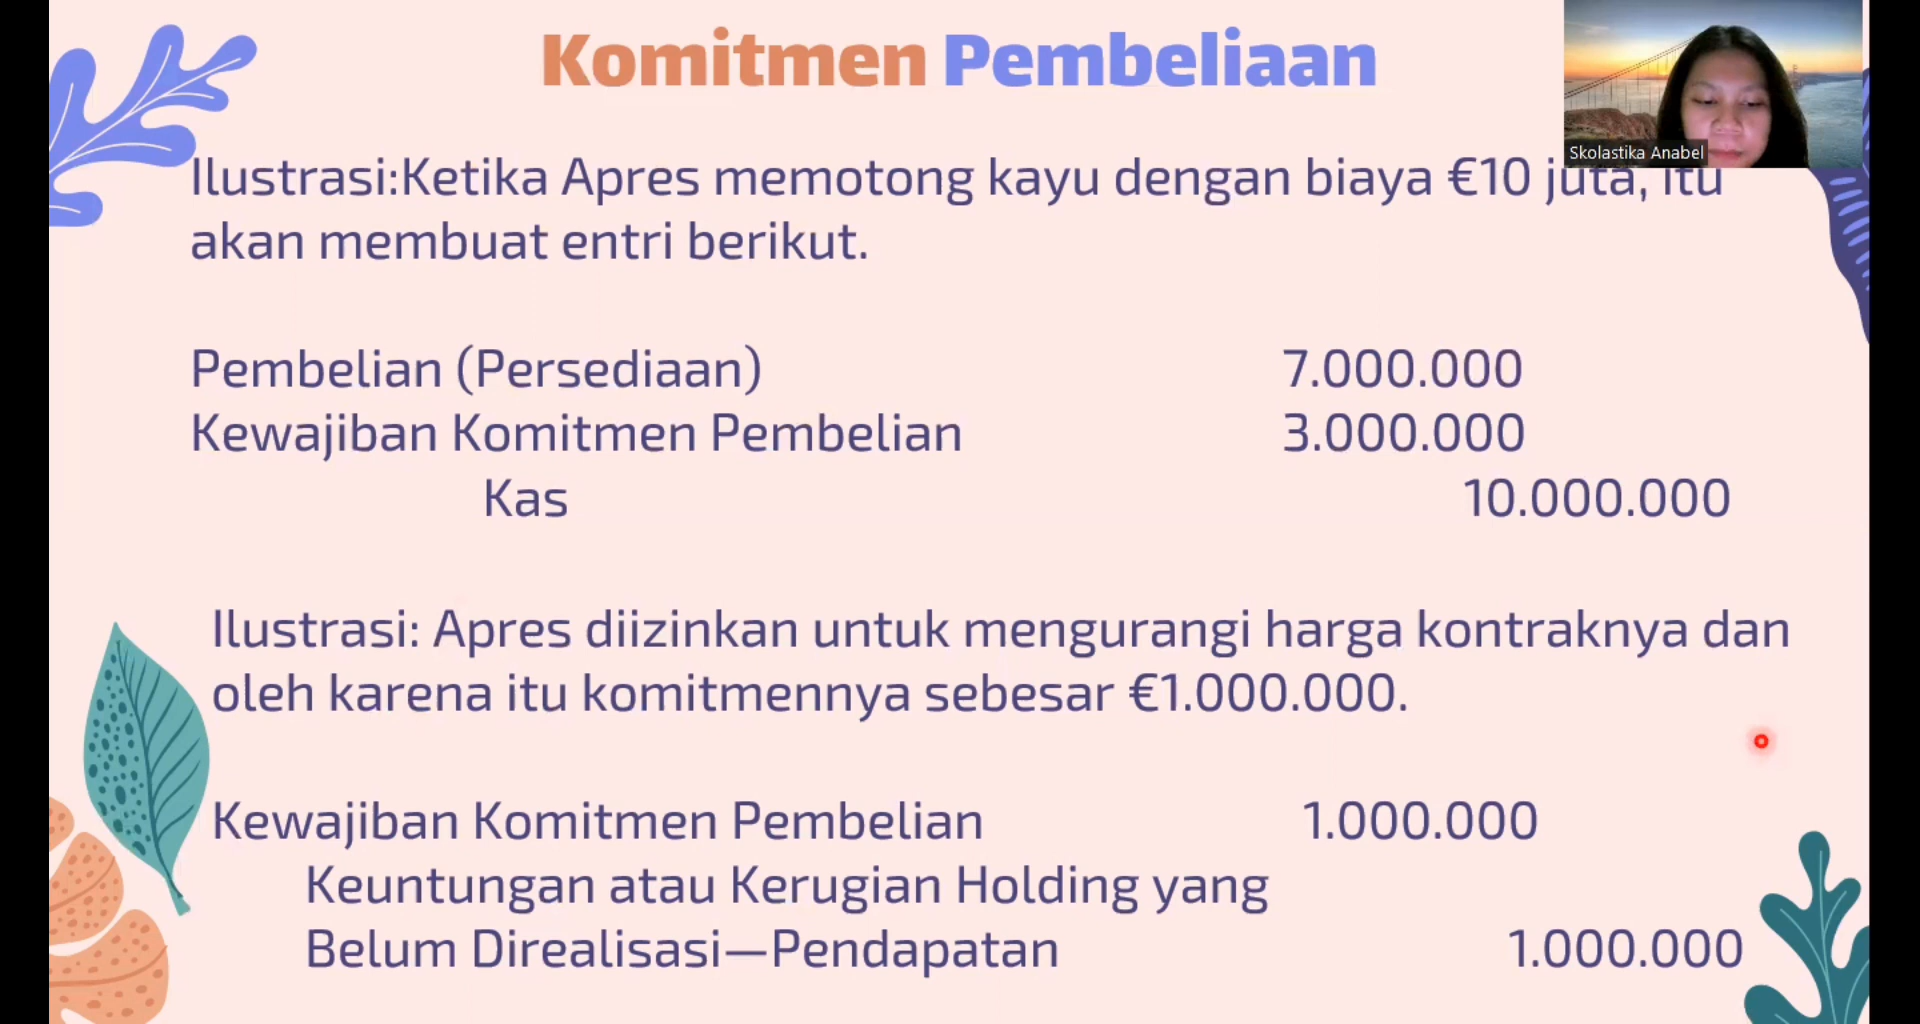 Komitmen Pembeliaan
Skolastika Anabel
Ilustrasi:Ketika Apres memotong kayu dengan biaya €10 juta, itu
akan membuat entri berikut.
Pembelian (Persediaan) 7.000.000
Kewajiban Komitmen Pembelian 3.000.000
Kas 10.000.000
Ilustrasi: Apres diizinkan untuk mengurangi harga kontraknya dan
oleh karena itu komitmennya sebesar €1.000.000.
Kewajiban Komitmen Pembelian 1.000.000
Keuntungan atau Kerugian Holding yang
Belum Direalisasi—Pendapatan 1.000.000